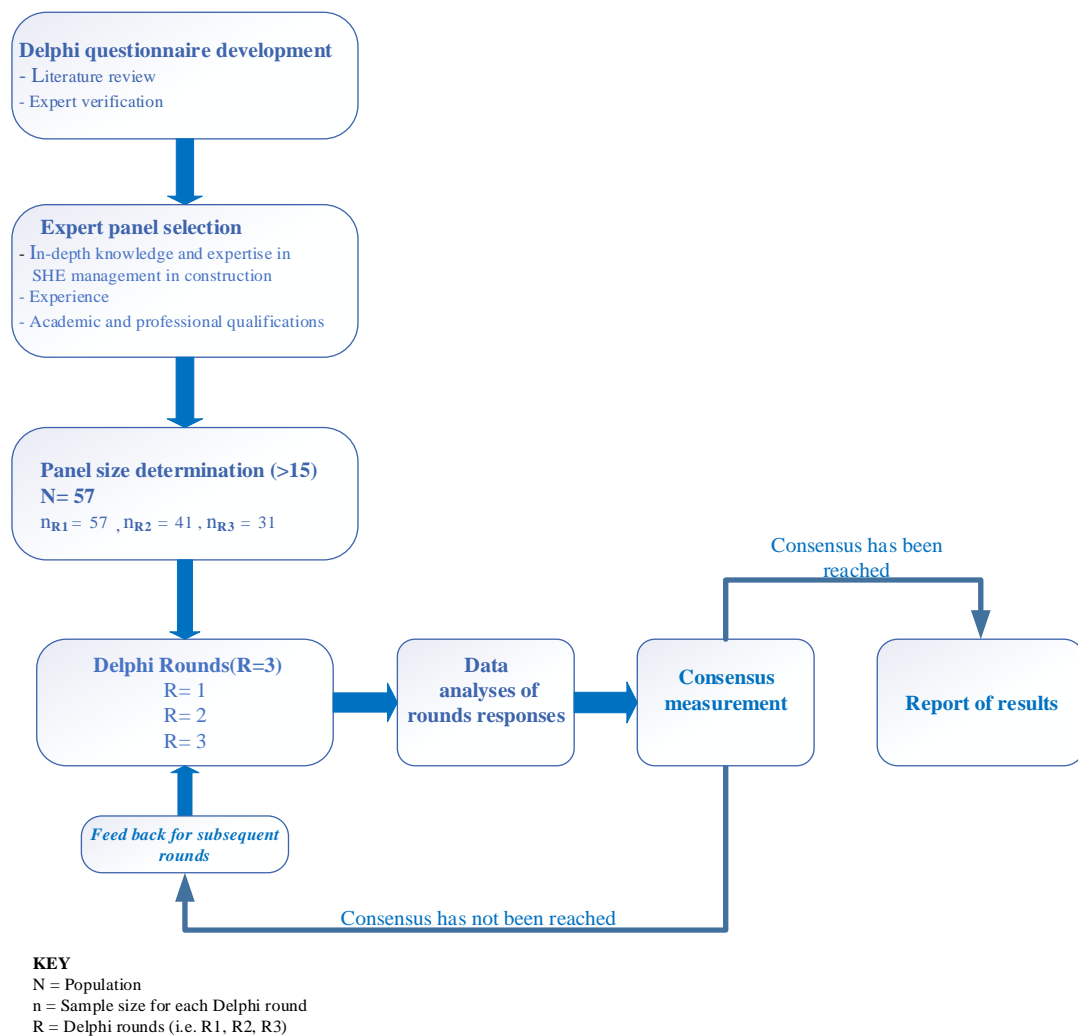 Delphi questionnaire development
- Literature review
- Expert verification
Expert panel selection
- In-depth knowledge and expertise in
SHE management in construction
- Experience
- Academic and professional qualifications
Panel size determination (>15)
N= 57
nR1 = 57 , nR2 = 41 , nR3 = 31
Consensus has been
reached
Delphi Rounds(R=3)
R= 1
R= 2
R= 3
Data
analyses of
rounds responses
Consensus
measurement
Report of results
Feed back for subsequent
rounds
Consensus has not been reached
KEY
N = Population
n = Sample size for each Delphi round
R = Delphi rounds (i.e. R1, R2, R3)